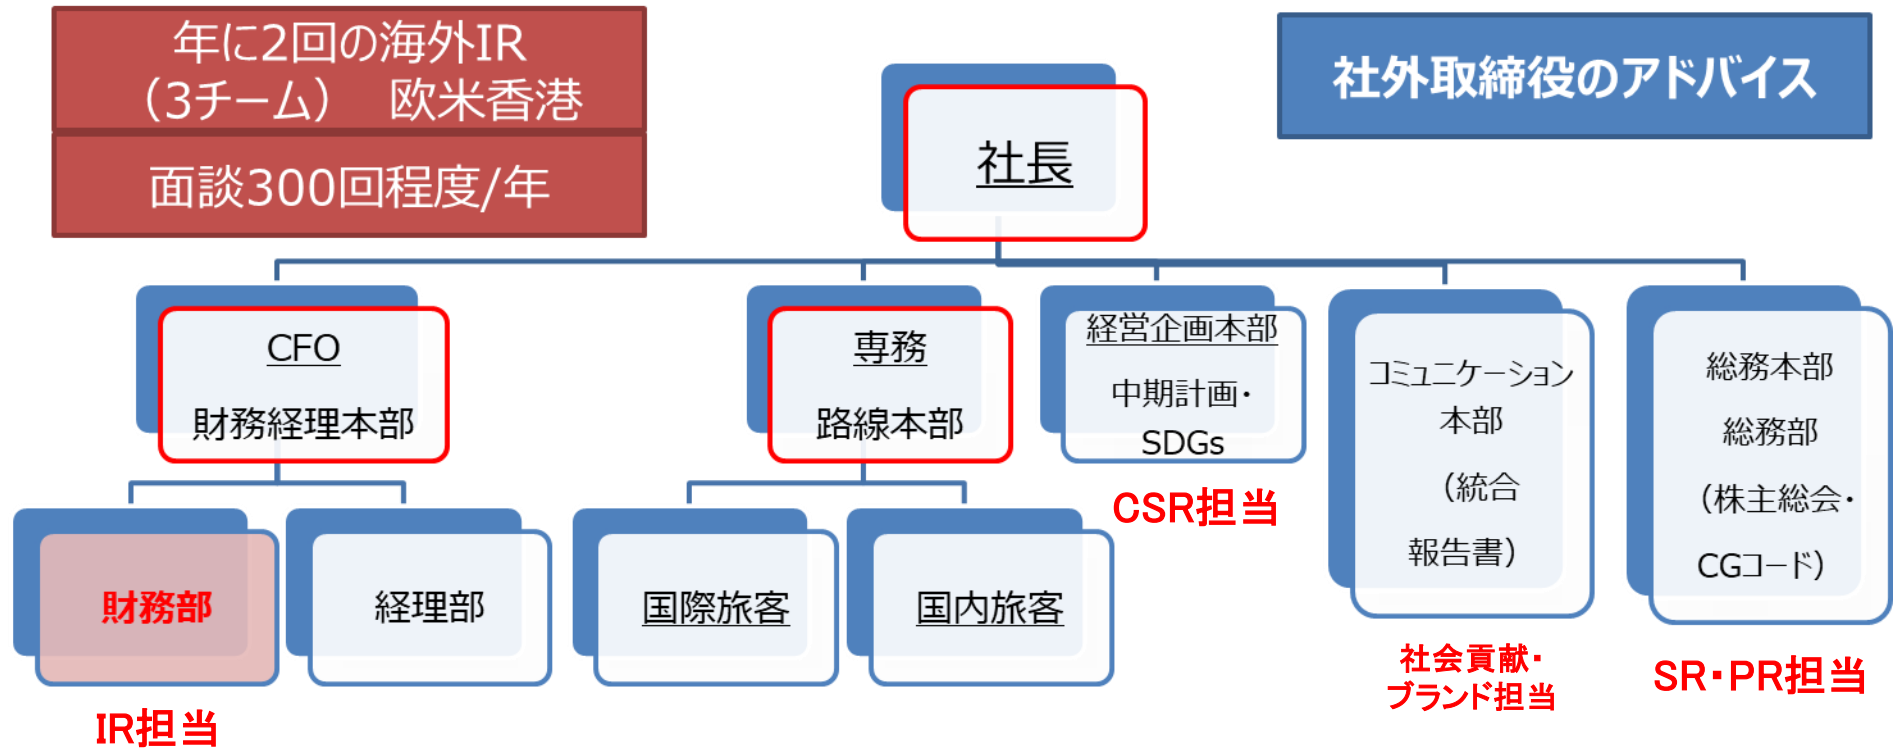 年に2回の海外IR
（3チーム）　欧米香港
面談300回程度/年
社外取締役のアドバイス
社長
CFO
財務経理本部
専務
路線本部
経営企画本部
中期計画・
SDGs
CSR担当
コミュニケーション
本部
（統合
報告書）
社会貢献・
ブランド担当
総務本部
総務部
（株主総会・
CGコード）
SR・PR担当
財務部
IR担当
経理部
国際旅客
国内旅客